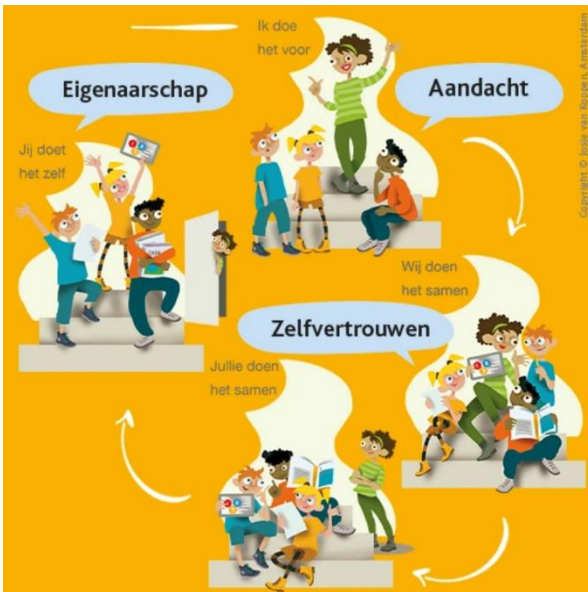 Ik doe
het voor
Eigenaarschap
Aandacht
Jij doet
het zelf
Wij doen
het samen
Zelfvertrouwen
Jullie doen
het samen
Copyright © Josje van Koppen, Amsterdam